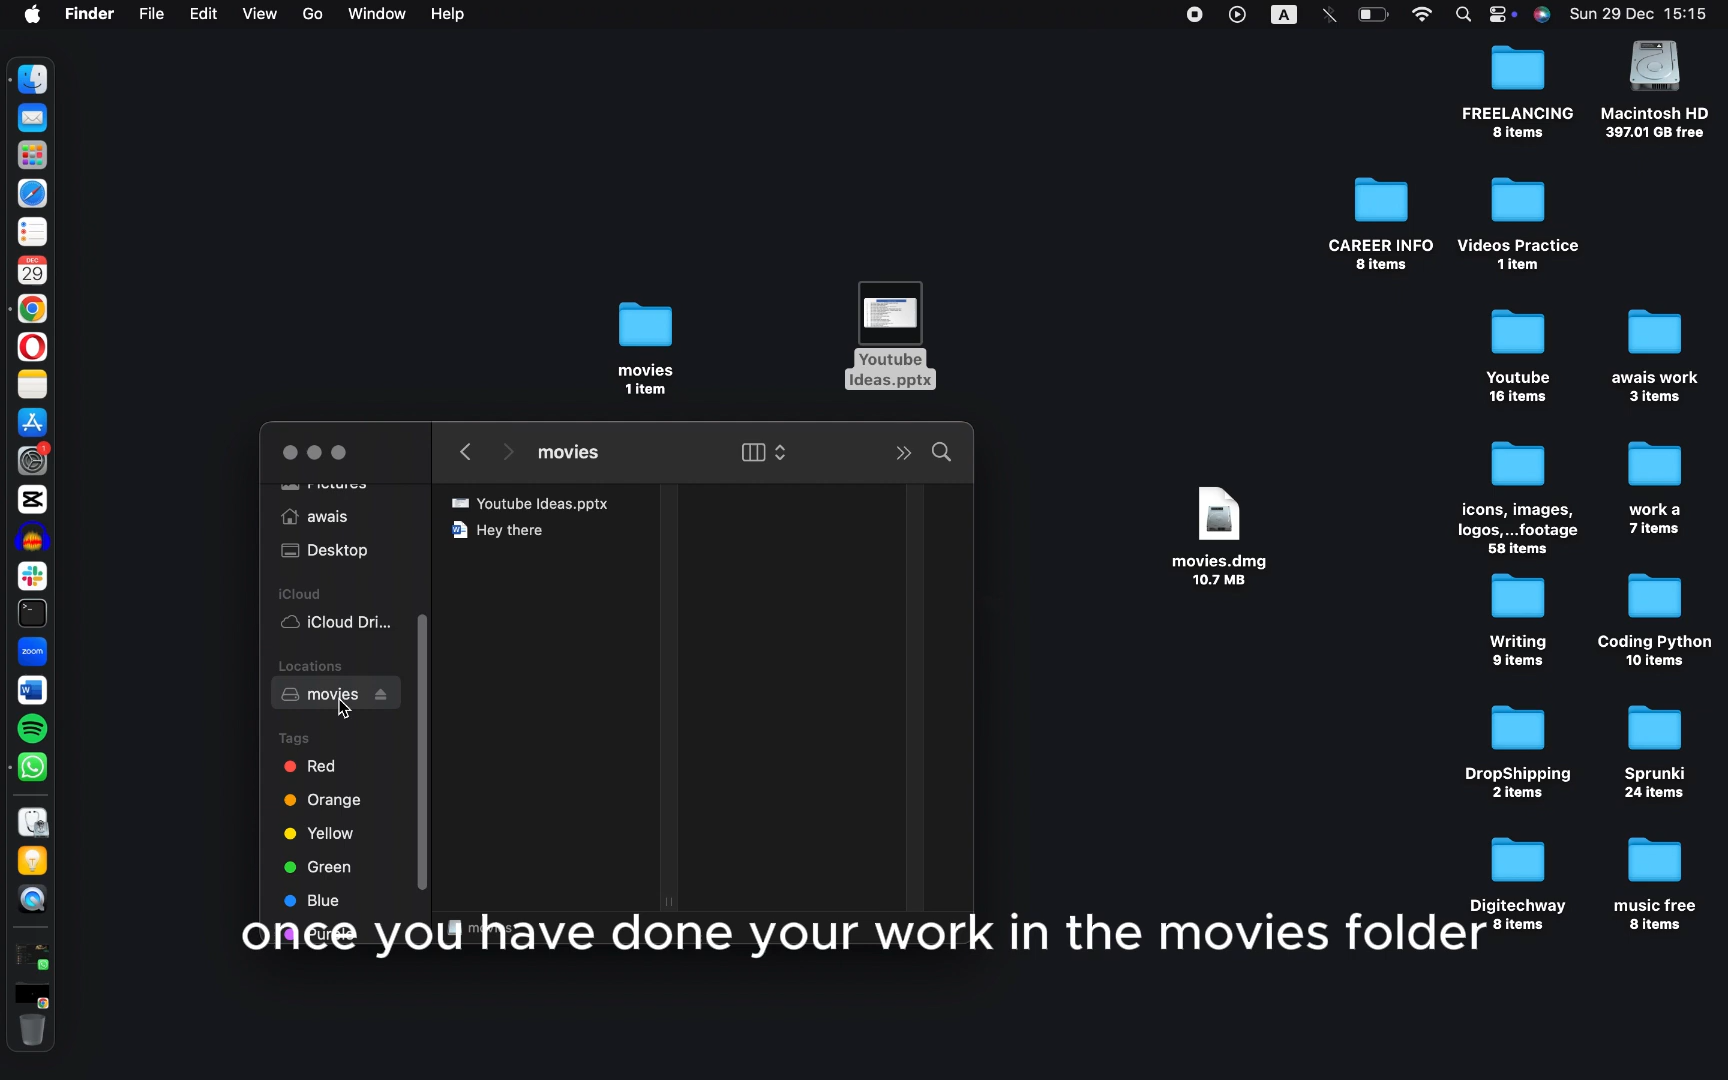 Finder File Edit View Go Window Help
A
Sun 29 Dec 15:15
FREELANCING
8 items
Macintosh HD
397.01 GB free
CAREER INFO
8 items
Videos Practice
1 item
DEC
29
movies
1 item
Youtube
Ideas.pptx
Youtube
16 items
awais work
3 items
movies
Pictures
Youtube Ideas.pptx
awais
Hey there
Desktop
iCloud
iCloud Dri...
Locations
movies
Tags
Red
Orange
Yellow
Green
Blue
Purple
movies
movies.dmg
10.7 MB
icons, images,
logos,...footage
58 items
work a
7 items
Writing
9 items
Coding Python
10 items
DropShipping
2 items
Sprunki
24 items
Digitechway
8 items
music free
8 items
1
zoom
W
once you have done your work in the movies folder